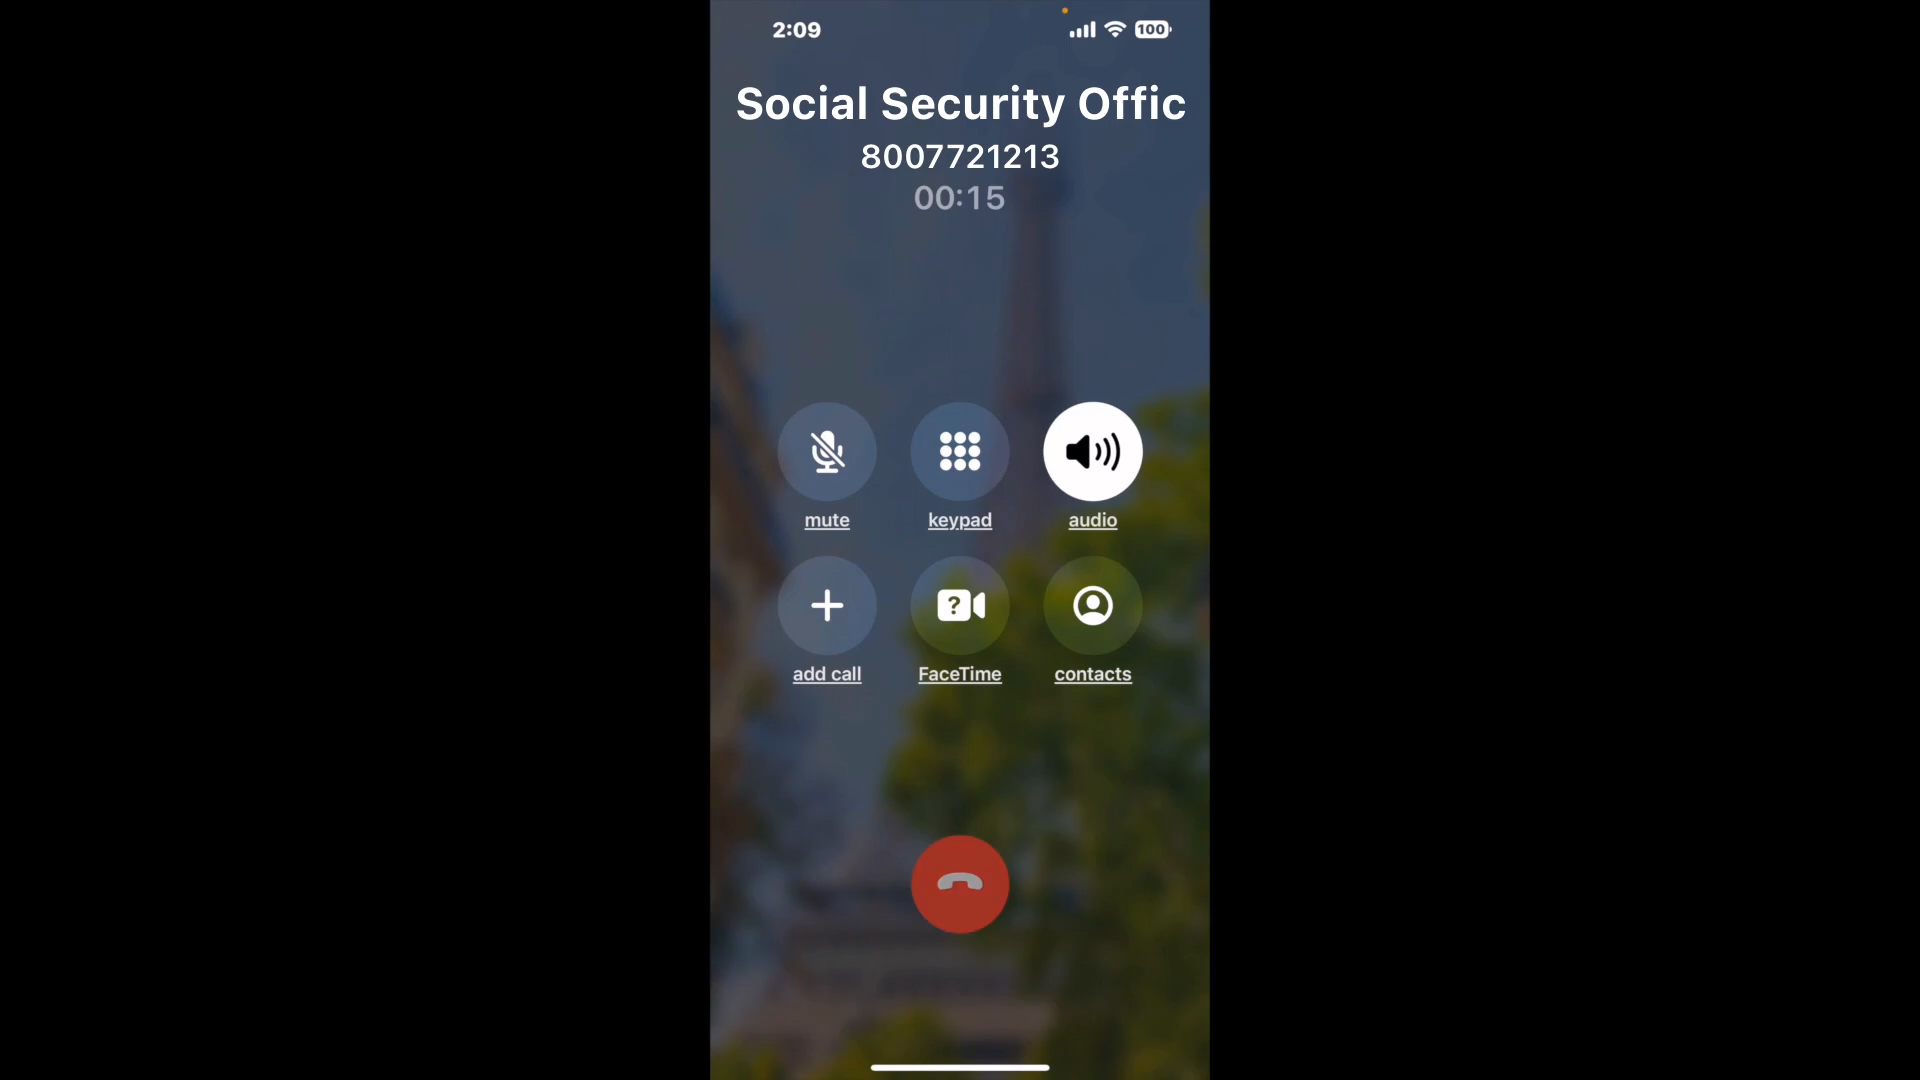 2:09
100
Social Security Offic
8007721213
00:15
mute
keypad
audio
?
add call
FaceTime
contacts